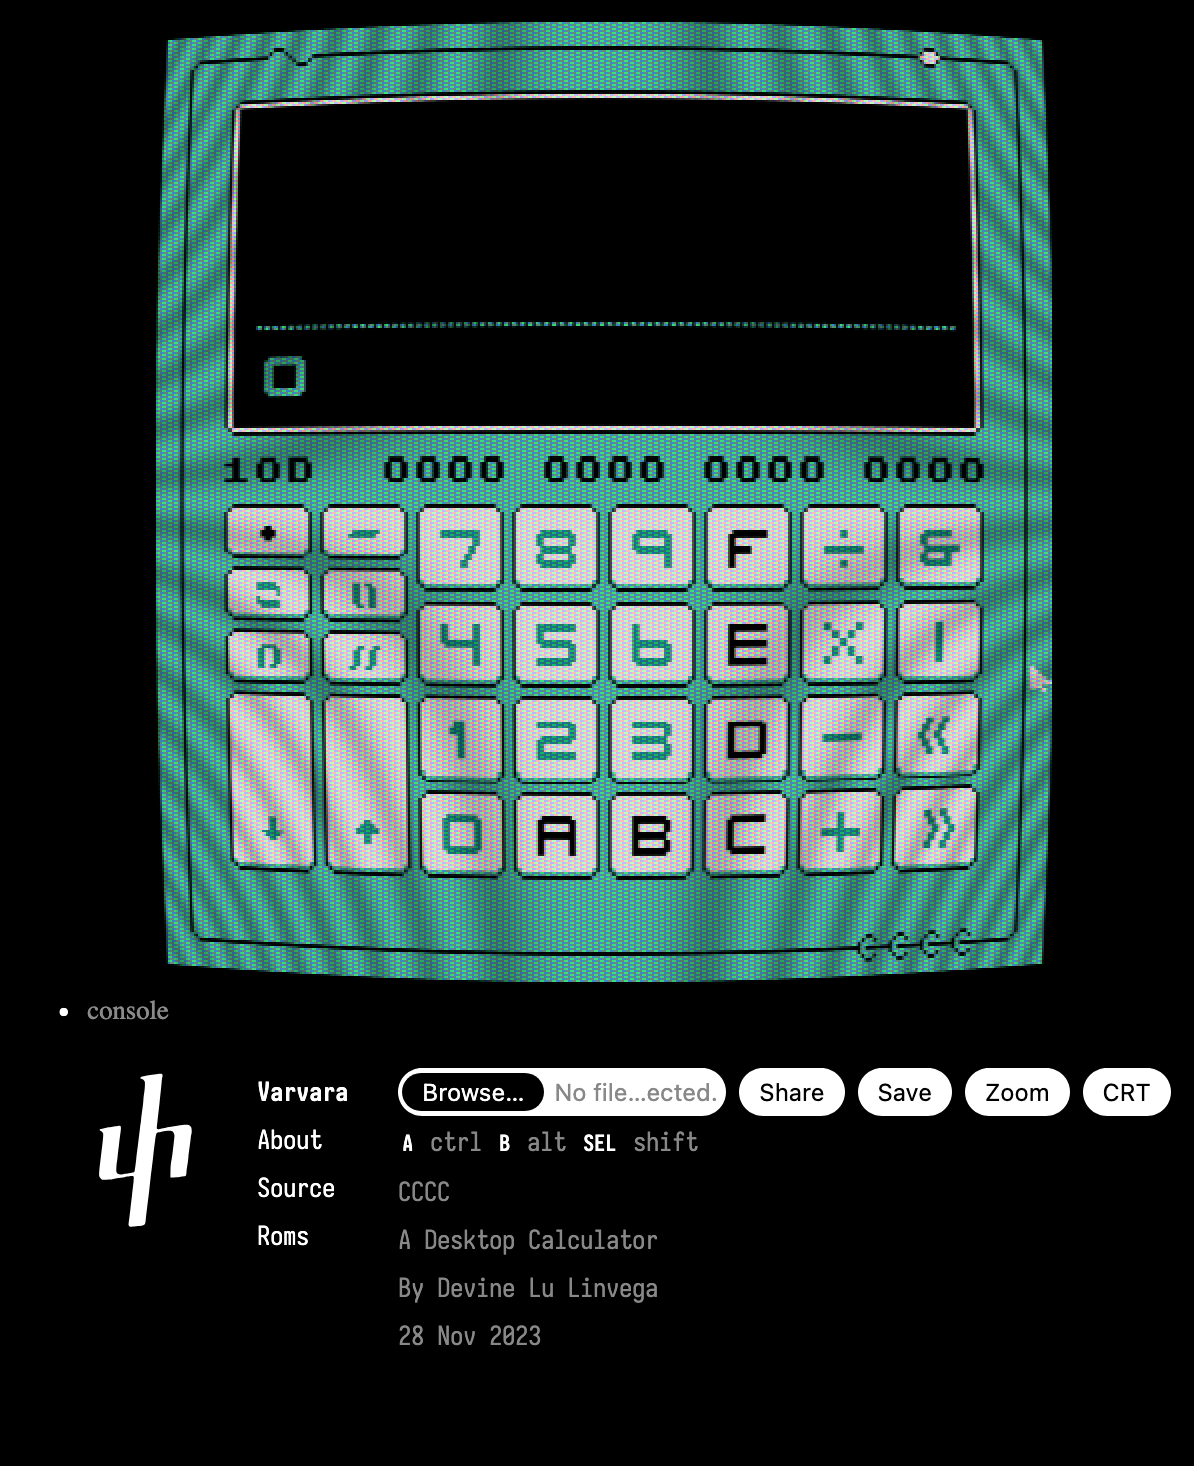 10D 0000 0000 0000 0000
• - 7 8 9 F ÷ &
4 5 6 E X |
1 2 3 D - «
↓ ↑ 0 A B C + »
console
Varvara Browse... No file...ected. Share Save Zoom CRT
About A ctrl B alt SEL shift
Source CCCC
Roms A Desktop Calculator
By Devine Lu Linvega
28 Nov 2023